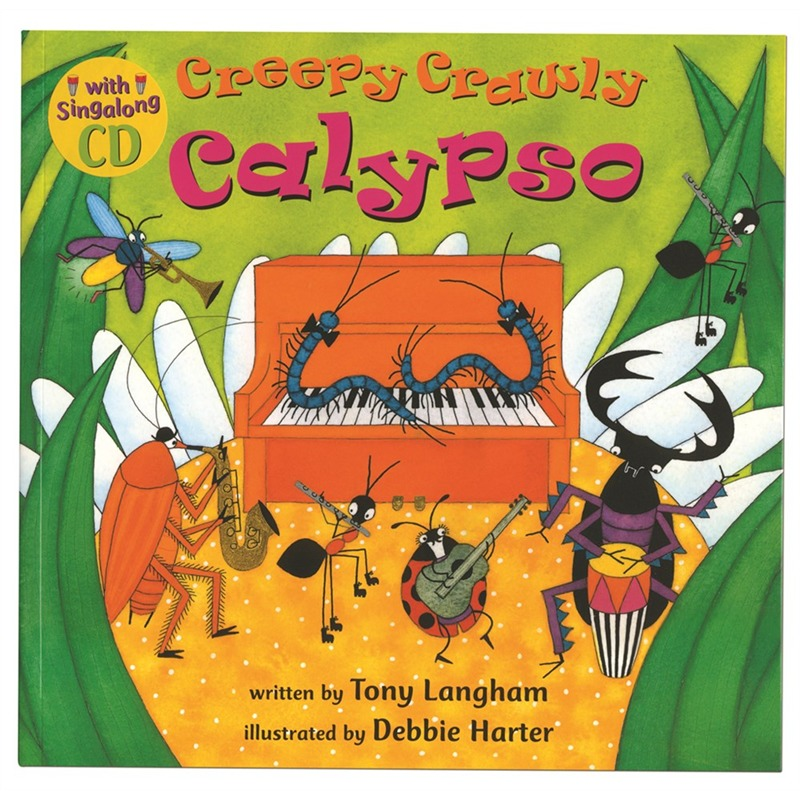 with
Singalong
CD
Creepy Crawly
Calypso
written by Tony Langham
illustrated by Debbie Harter